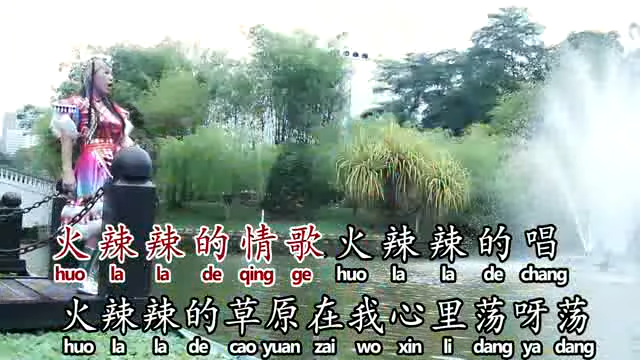 火辣辣的情歌火辣辣的唱
huo la la de qing ge huo la la de chang
火辣辣的草原在我心里荡呀荡
huo la la de cao yuan zai wo xin li dang ya dang